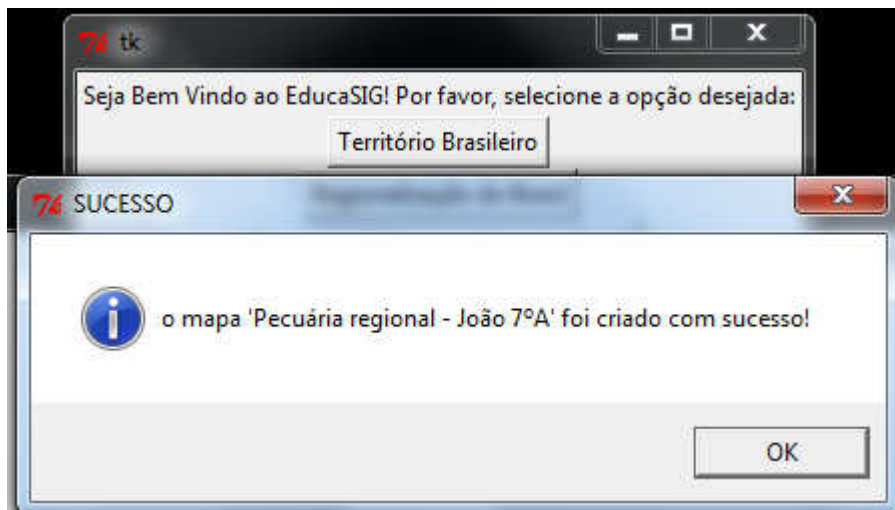 tk
Seja Bem Vindo ao EducaSIG! Por favor, selecione a opção desejada:
Território Brasileiro
SUCESSO
o mapa 'Pecuária regional - João 7ºA' foi criado com sucesso!
OK